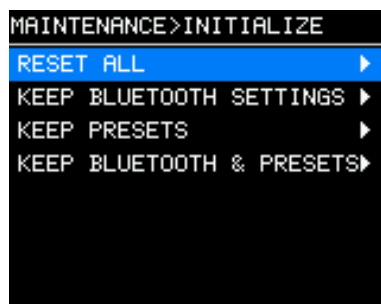 MAINTENANCE>INITIALIZE
RESET ALL
KEEP BLUETOOTH SETTINGS
KEEP PRESETS
KEEP BLUETOOTH & PRESETS